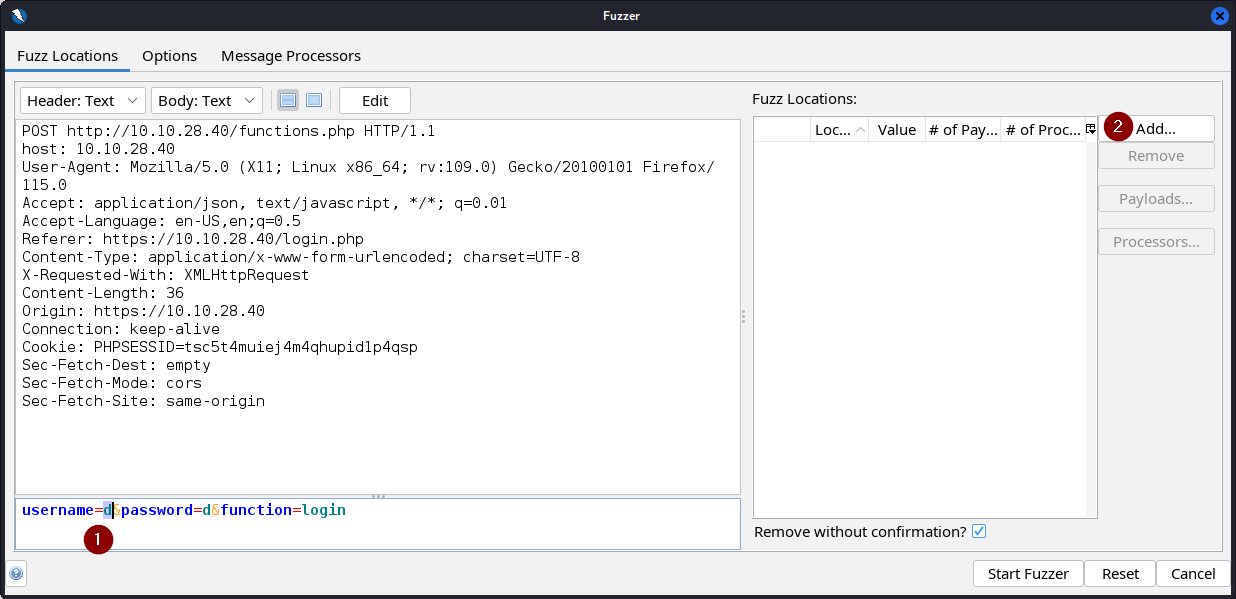 Fuzzer
Fuzz Locations Options Message Processors
Header: Text Body: Text Edit
POST http://10.10.28.40/functions.php HTTP/1.1
host: 10.10.28.40
User-Agent: Mozilla/5.0 (X11; Linux x86_64; rv:109.0) Gecko/20100101 Firefox/
115.0
Accept: application/json, text/javascript, */*; q=0.01
Accept-Language: en-US,en;q=0.5
Referer: https://10.10.28.40/login.php
Content-Type: application/x-www-form-urlencoded; charset=UTF-8
X-Requested-With: XMLHttpRequest
Content-Length: 36
Origin: https://10.10.28.40
Connection: keep-alive
Cookie: PHPSESSID=tsc5t4muiej4m4qhupid1p4qsp
Sec-Fetch-Dest: empty
Sec-Fetch-Mode: cors
Sec-Fetch-Site: same-origin
username=d&password=d&function=login
1
Fuzz Locations:
Loc... Value # of Pay... # of Proc...
2 Add...
Remove
Payloads...
Processors...
Remove without confirmation?
Start Fuzzer Reset Cancel